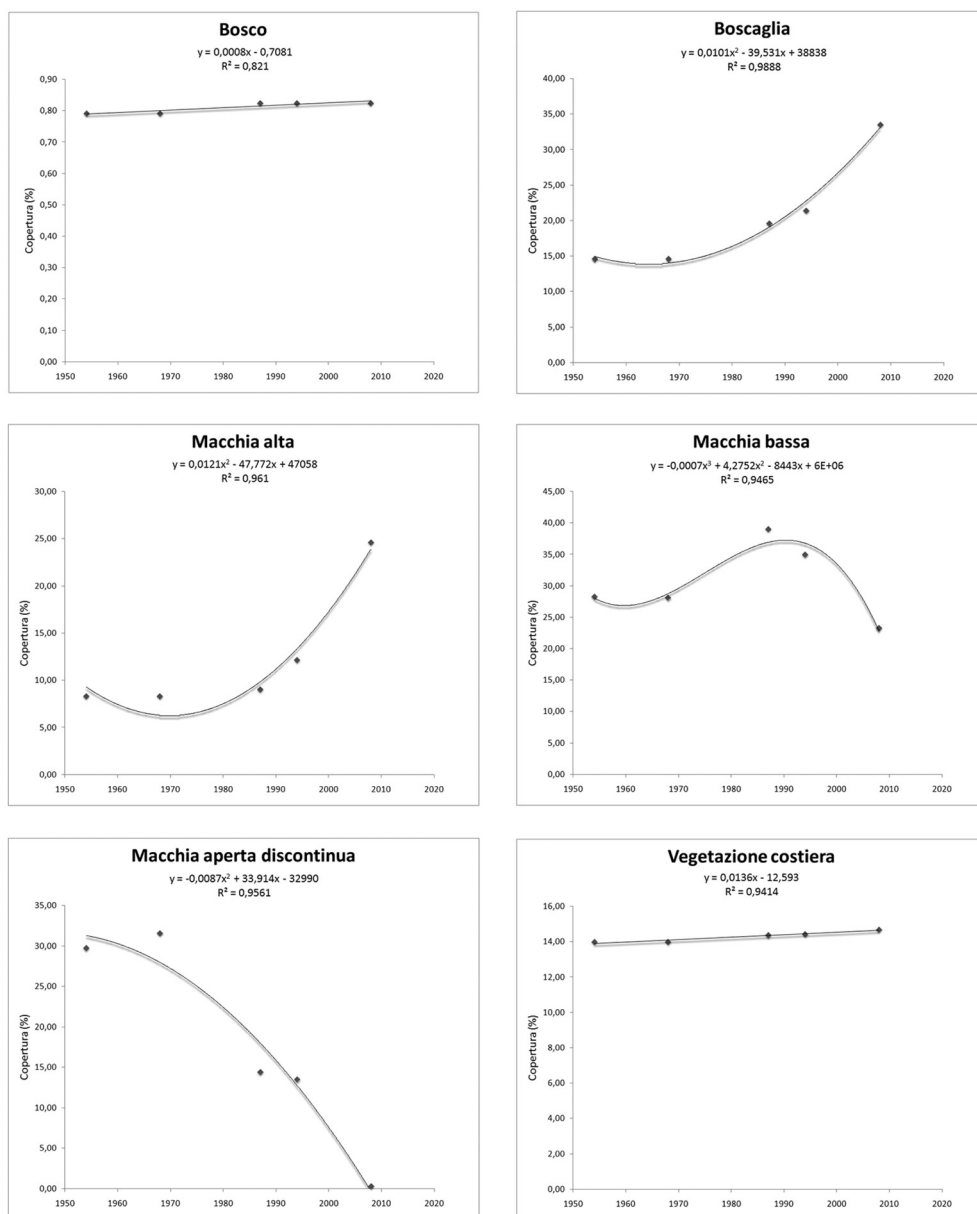 Bosco
y = 0,0008x - 0,7081
R² = 0,821
Copertura (%)
0,90
0,80
0,70
0,60
0,50
0,40
0,30
0,20
0,10
0,00
1950 1960 1970 1980 1990 2000 2010 2020
Boscaglia
y = 0,0101x² - 39,531x + 38838
R² = 0,9888
Copertura (%)
40,00
35,00
30,00
25,00
20,00
15,00
10,00
5,00
0,00
1950 1960 1970 1980 1990 2000 2010 2020
Macchia alta
y = 0,0121x² - 47,772x + 47058
R² = 0,961
Copertura (%)
30,00
25,00
20,00
15,00
10,00
5,00
0,00
1950 1960 1970 1980 1990 2000 2010 2020
Macchia bassa
y = -0,0007x³ + 4,2752x² - 8443x + 6E+06
R² = 0,9465
Copertura (%)
45,00
40,00
35,00
30,00
25,00
20,00
15,00
10,00
5,00
0,00
1950 1960 1970 1980 1990 2000 2010 2020
Macchia aperta discontinua
y = -0,0087x² + 33,914x - 32990
R² = 0,9561
Copertura (%)
35,00
30,00
25,00
20,00
15,00
10,00
5,00
0,00
1950 1960 1970 1980 1990 2000 2010 2020
Vegetazione costiera
y = 0,0136x - 12,593
R² = 0,9414
Copertura (%)
16,00
14,00
12,00
10,00
8,00
6,00
4,00
2,00
0,00
1950 1960 1970 1980 1990 2000 2010 2020